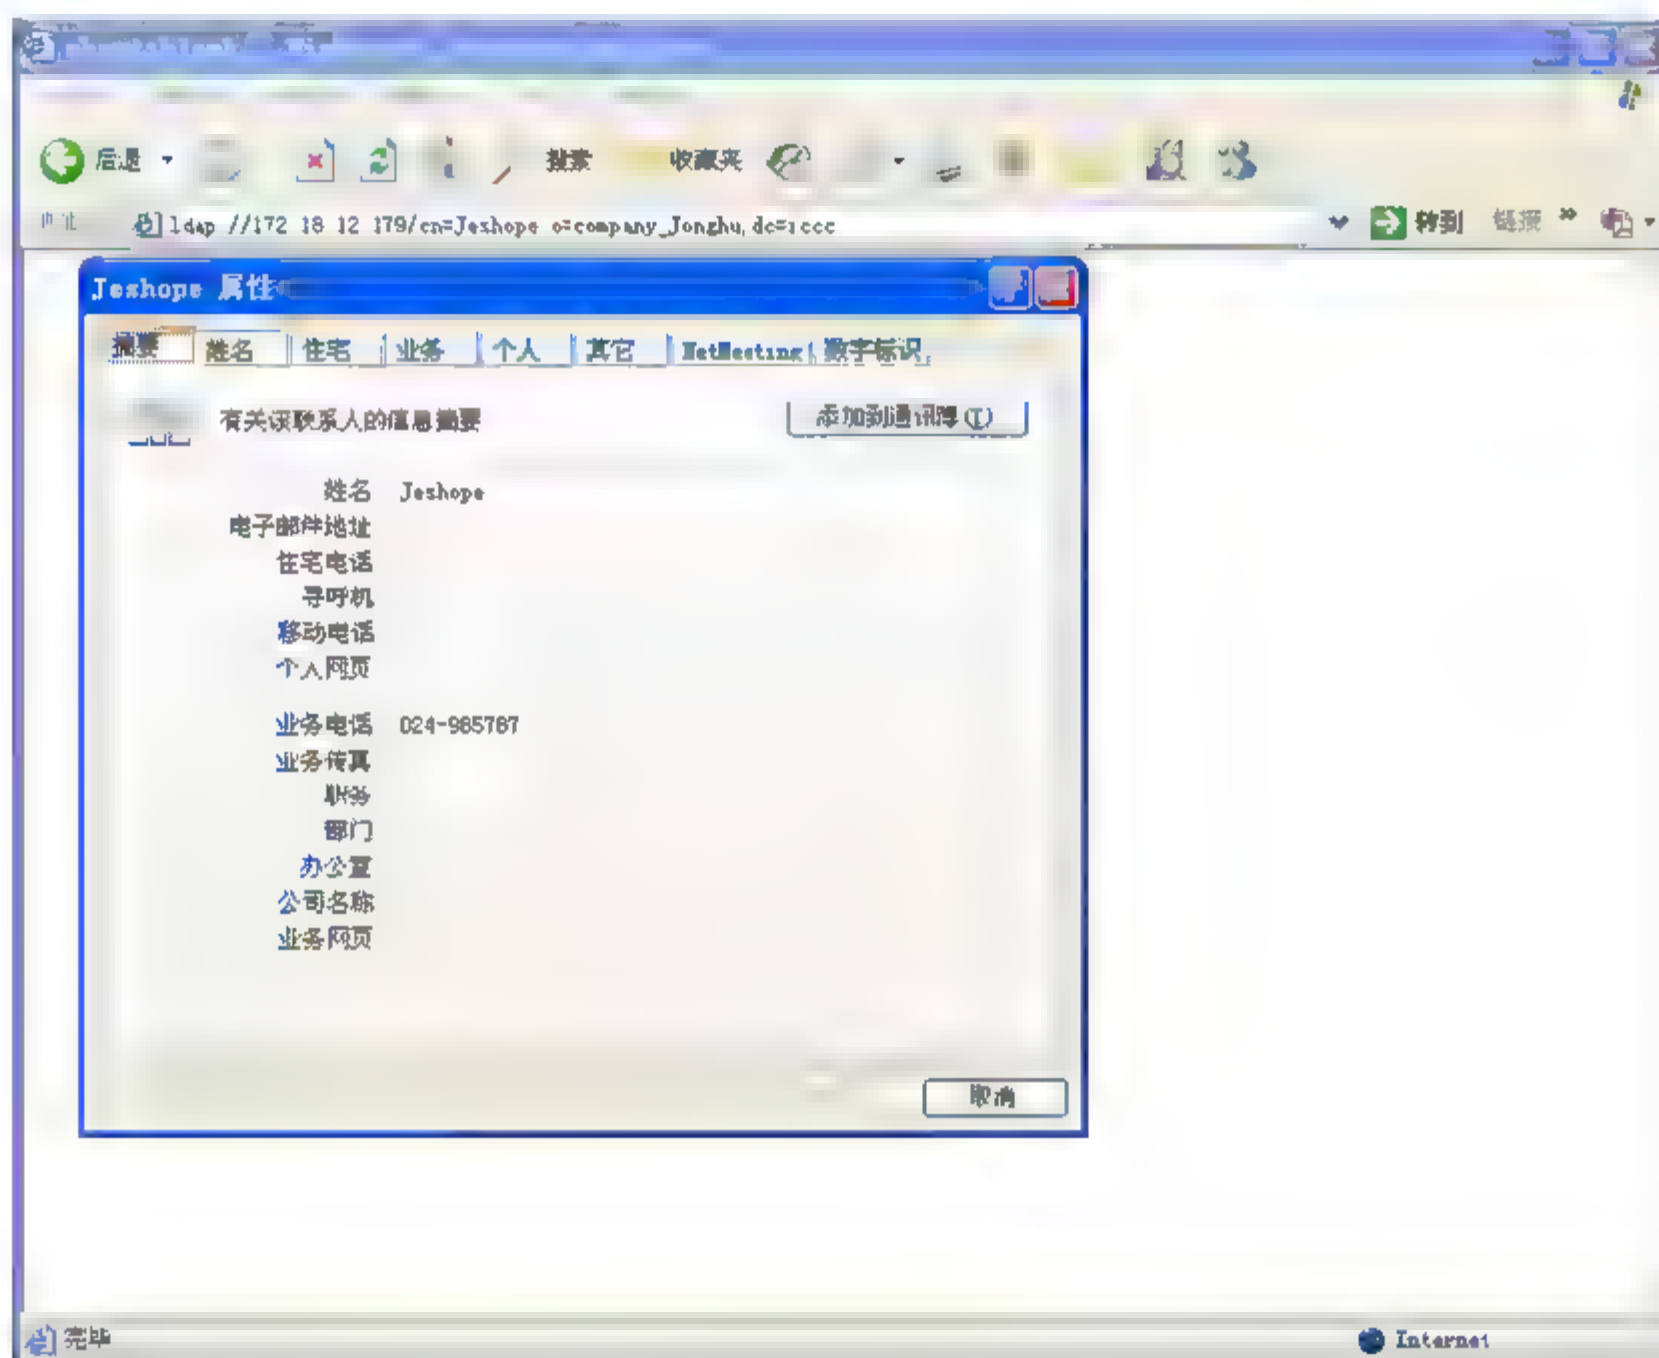 后退 搜索 收藏夹
ldap //172 18 12 179/cn=Jeshope o=company_Jonghu,dc=iccc 转到 链接 »
Jeshope 属性
摘要 姓名 住宅 业务 个人 其它 NetMeeting 数字标识
有关该联系人的信息摘要 添加到通讯簿(T)
姓名 Jeshope
电子邮件地址
住宅电话
寻呼机
移动电话
个人网页
业务电话 024-985787
业务传真
职务
部门
办公室
公司名称
业务网页
取消
完毕 Internet